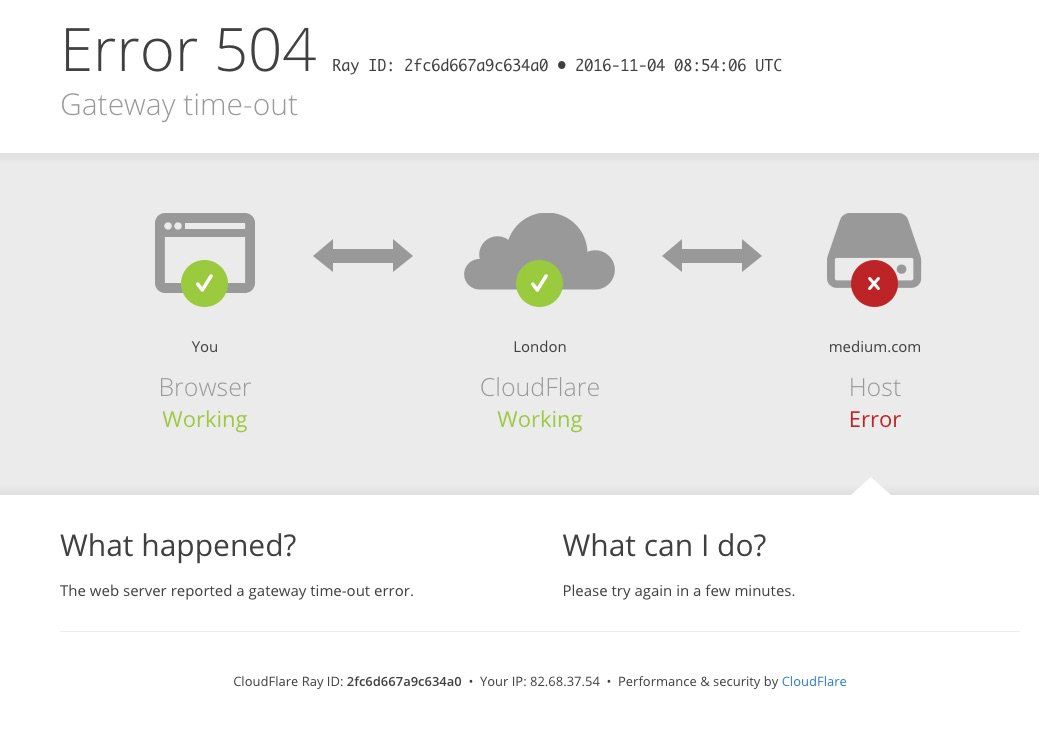 Error 504 Ray ID: 2fc6d667a9c634a0 • 2016-11-04 08:54:06 UTC
Gateway time-out
You
London
medium.com
Browser
CloudFlare
Host
Working
Working
Error
What happened?
What can I do?
The web server reported a gateway time-out error.
Please try again in a few minutes.
CloudFlare Ray ID: 2fc6d667a9c634a0 • Your IP: 82.68.37.54 • Performance & security by CloudFlare